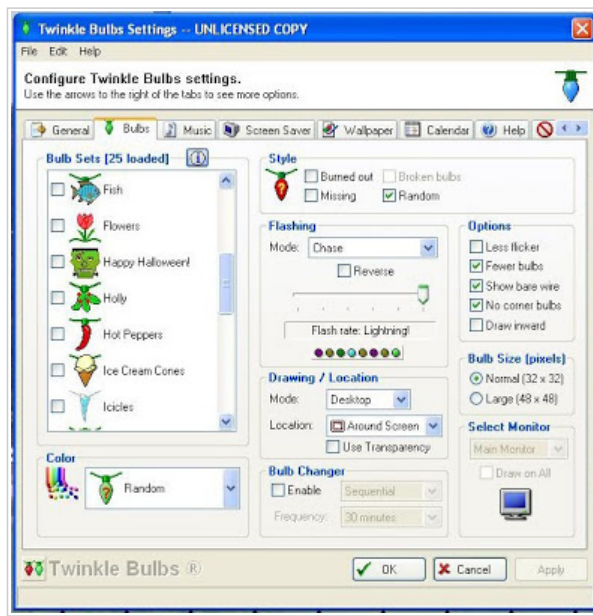 Twinkle Bulbs Settings -- UNLICENSED COPY
File Edit Help
Configure Twinkle Bulbs settings.
Use the arrows to the right of the tabs to see more options.
General Bulbs Music Screen Saver Wallpaper Calendar Help
Bulb Sets [25 loaded]
Fish
Flowers
Happy Halloween!
Holly
Hot Peppers
Ice Cream Cones
Icicles
Color
Random
Style
Burned out Broken bulbs
Missing Random
Flashing
Mode: Chase
Reverse
Flash rate: Lightning!
Drawing / Location
Mode: Desktop
Location: Around Screen
Use Transparency
Bulb Changer
Enable Sequential
Frequency: 30 minutes
Options
Less flicker
Fewer bulbs
Show bare wire
No corner bulbs
Draw inward
Bulb Size (pixels)
Normal (32 x 32)
Large (48 x 48)
Select Monitor
Main Monitor
Draw on All
Twinkle Bulbs ®
OK Cancel Apply